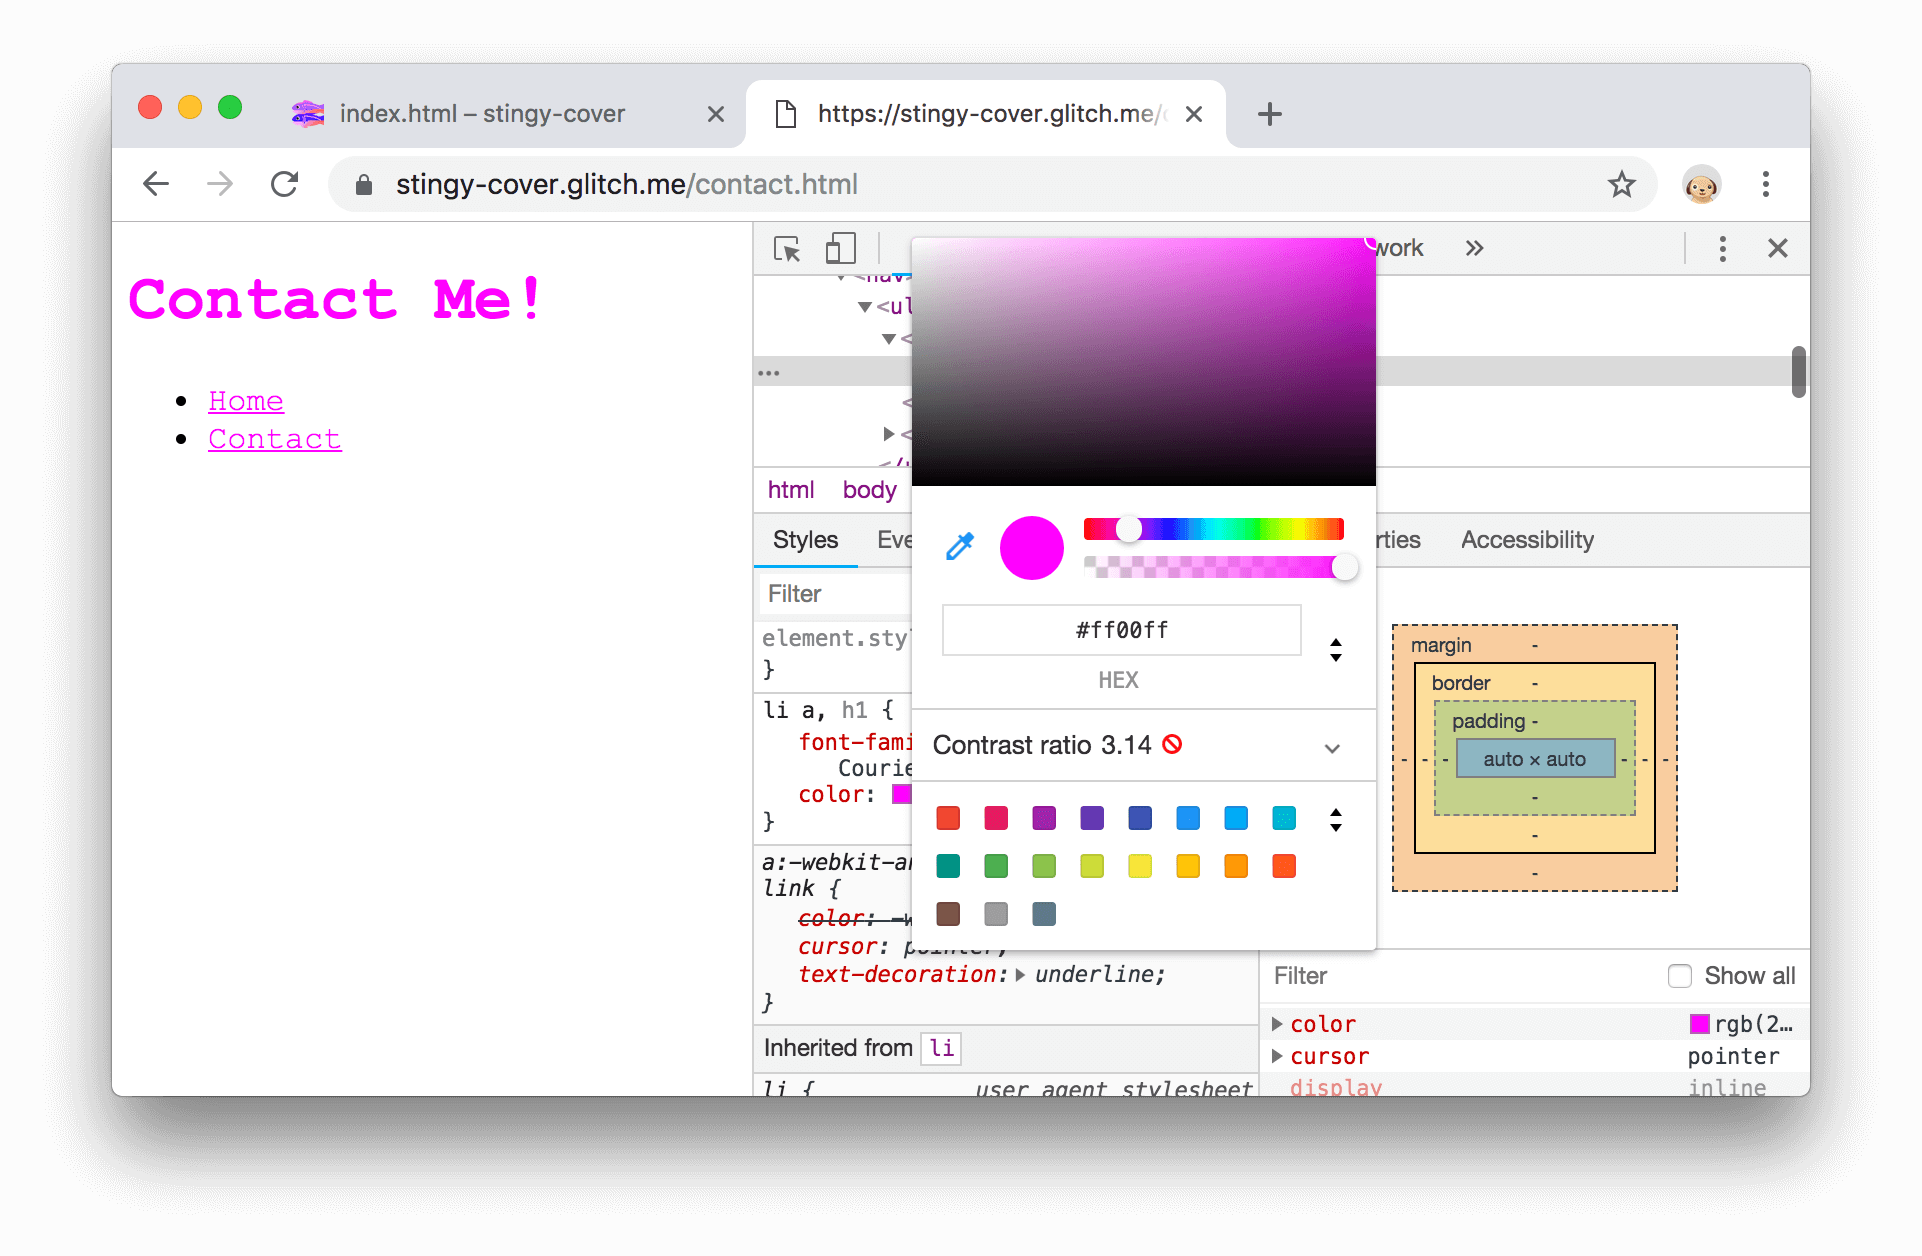 index.html – stingy-cover
https://stingy-cover.glitch.me/
stingy-cover.glitch.me/contact.html
Contact Me!
Home
Contact
work
<nav
<ul
<
<
<
</
html body
Styles Eve rties Accessibility
Filter
element.sty
}
li a, h1 {
font-fami
Courie
color:
}
a:-webkit-an
link {
color: -w
cursor: pointer;
text-decoration: underline;
}
Inherited from li
li { user agent stylesheet
#ff00ff
HEX
Contrast ratio 3.14
margin -
border -
padding -
- - - auto × auto - - -
-
-
-
Filter Show all
color rgb(2…
cursor pointer
display inline